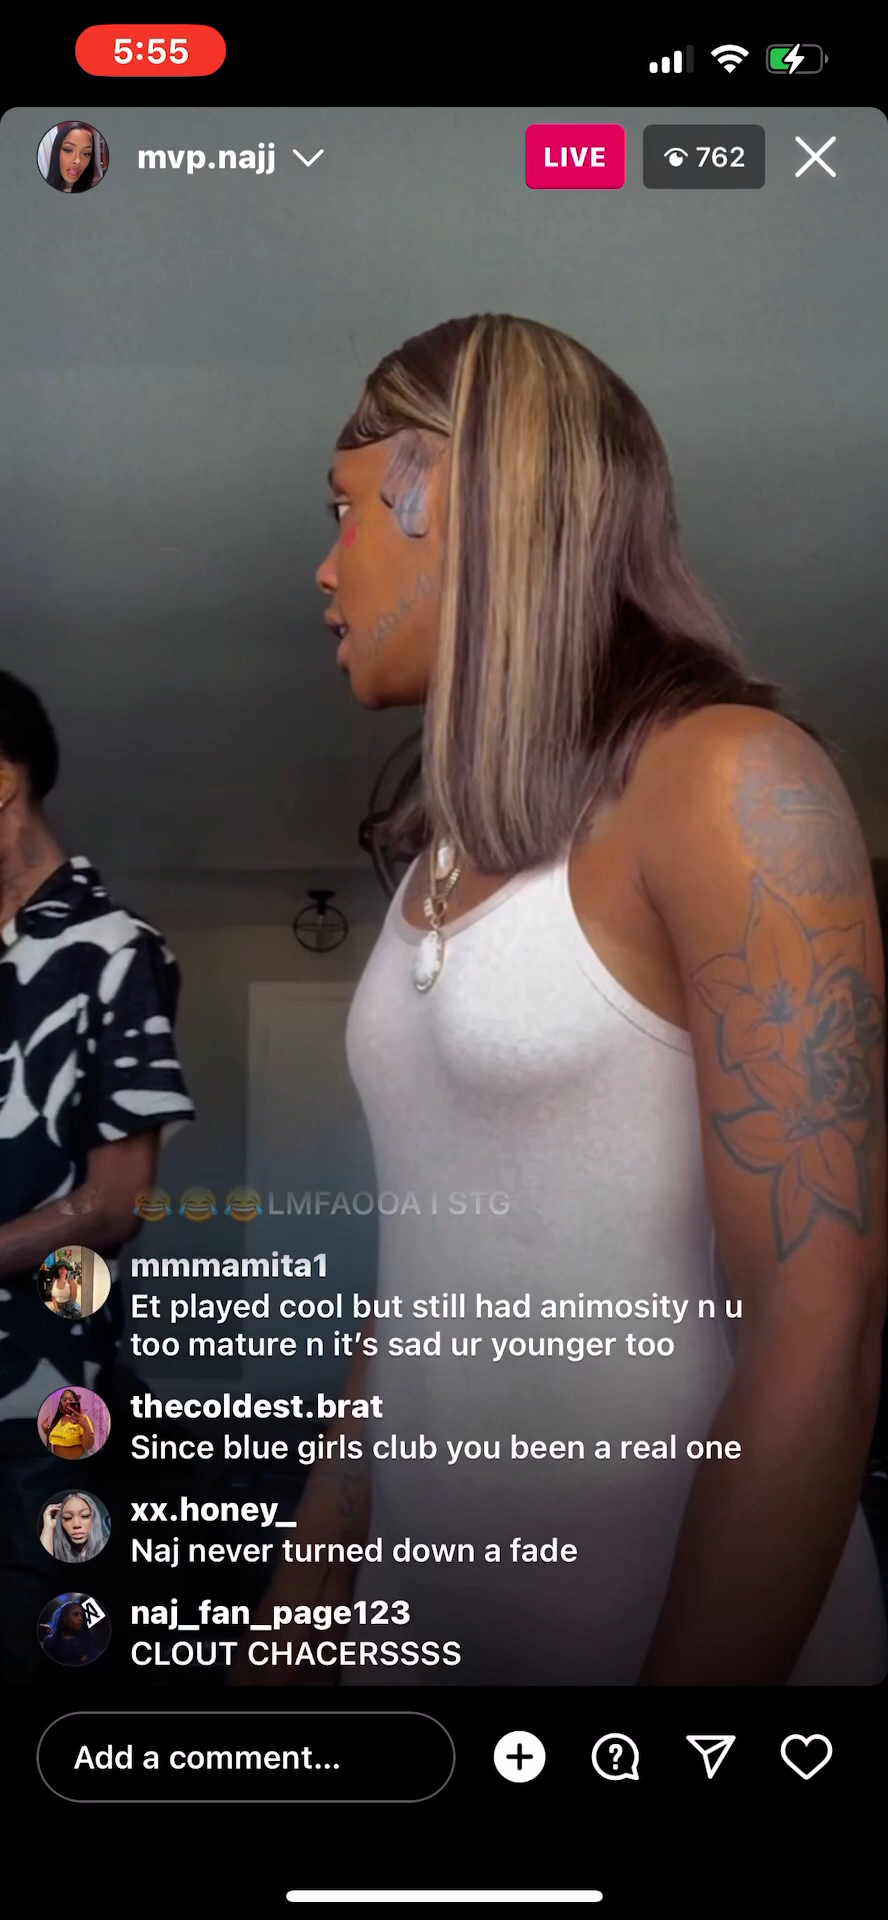 5:55
mvp.najj
LIVE
762
😂😂😂LMFAOOA I STG
mmmamita1
Et played cool but still had animosity n u
too mature n it's sad ur younger too
thecoldest.brat
Since blue girls club you been a real one
xx.honey_
Naj never turned down a fade
naj_fan_page123
CLOUT CHACERSSSS
Add a comment...